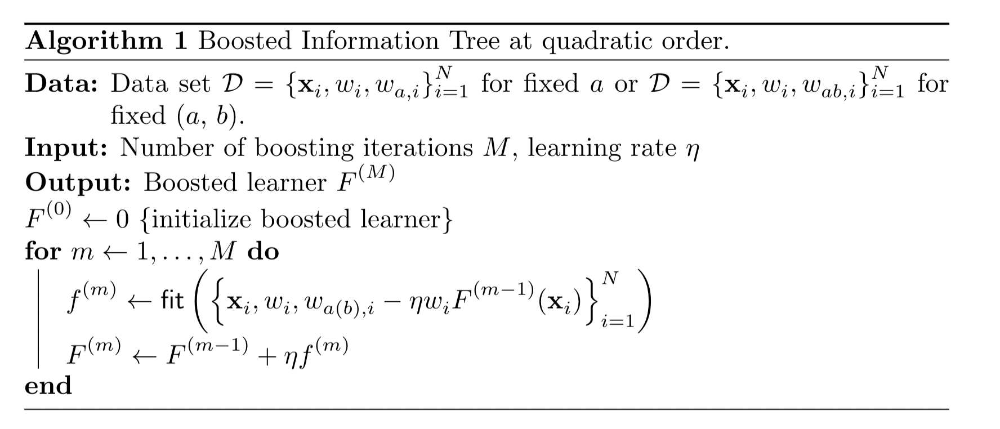 Algorithm 1 Boosted Information Tree at quadratic order.
Data: Data set $\mathcal{D} = \{\mathbf{x}_i, w_i, w_{a,i}\}_{i=1}^{N}$ for fixed $a$ or $\mathcal{D} = \{\mathbf{x}_i, w_i, w_{ab,i}\}_{i=1}^{N}$ for
fixed $(a, b)$.
Input: Number of boosting iterations $M$, learning rate $\eta$
Output: Boosted learner $F^{(M)}$
$F^{(0)} \leftarrow 0$ {initialize boosted learner}
for $m \leftarrow 1, \ldots, M$ do
$f^{(m)} \leftarrow \mathsf{fit}\left(\left\{\mathbf{x}_i, w_i, w_{a(b),i} - \eta w_i F^{(m-1)}(\mathbf{x}_i)\right\}_{i=1}^{N}\right)$
$F^{(m)} \leftarrow F^{(m-1)} + \eta f^{(m)}$
end